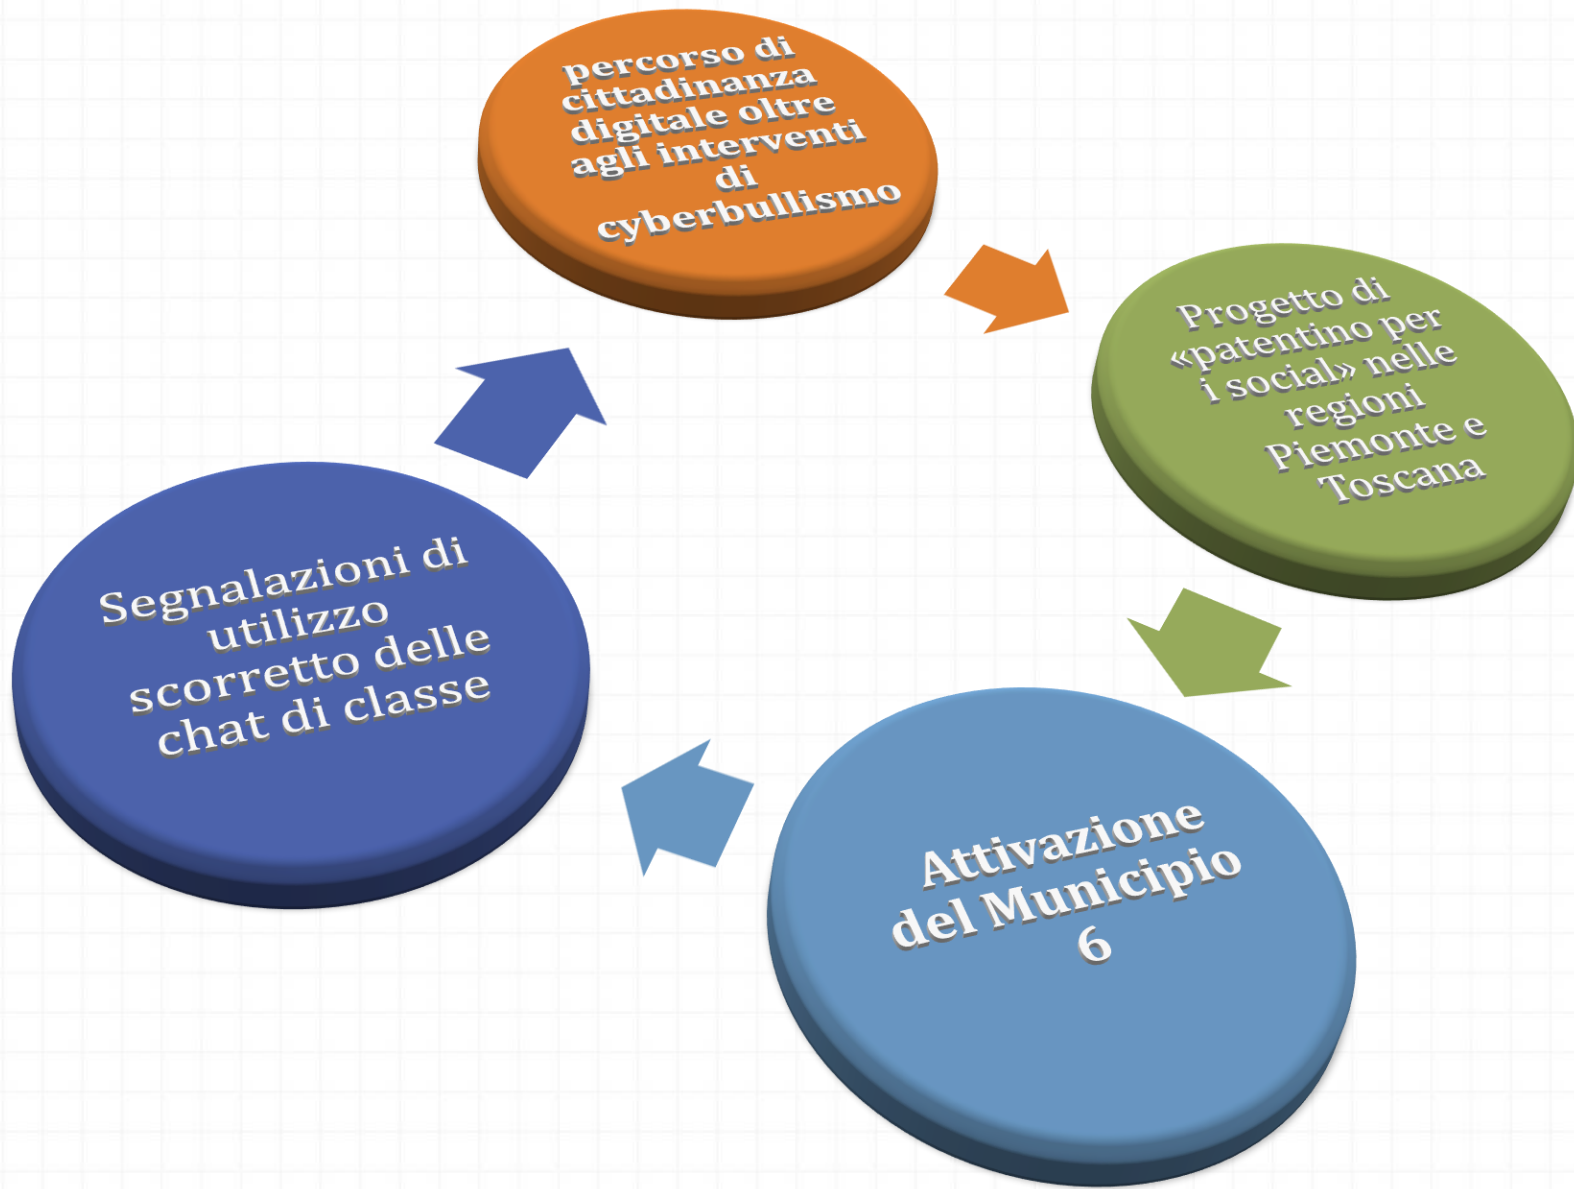 percorso di
cittadinanza
digitale oltre
agli interventi
di
cyberbullismo
Progetto di
«patentino per
i social» nelle
regioni
Piemonte e
Toscana
Attivazione
del Municipio
6
Segnalazioni di
utilizzo
scorretto delle
chat di classe